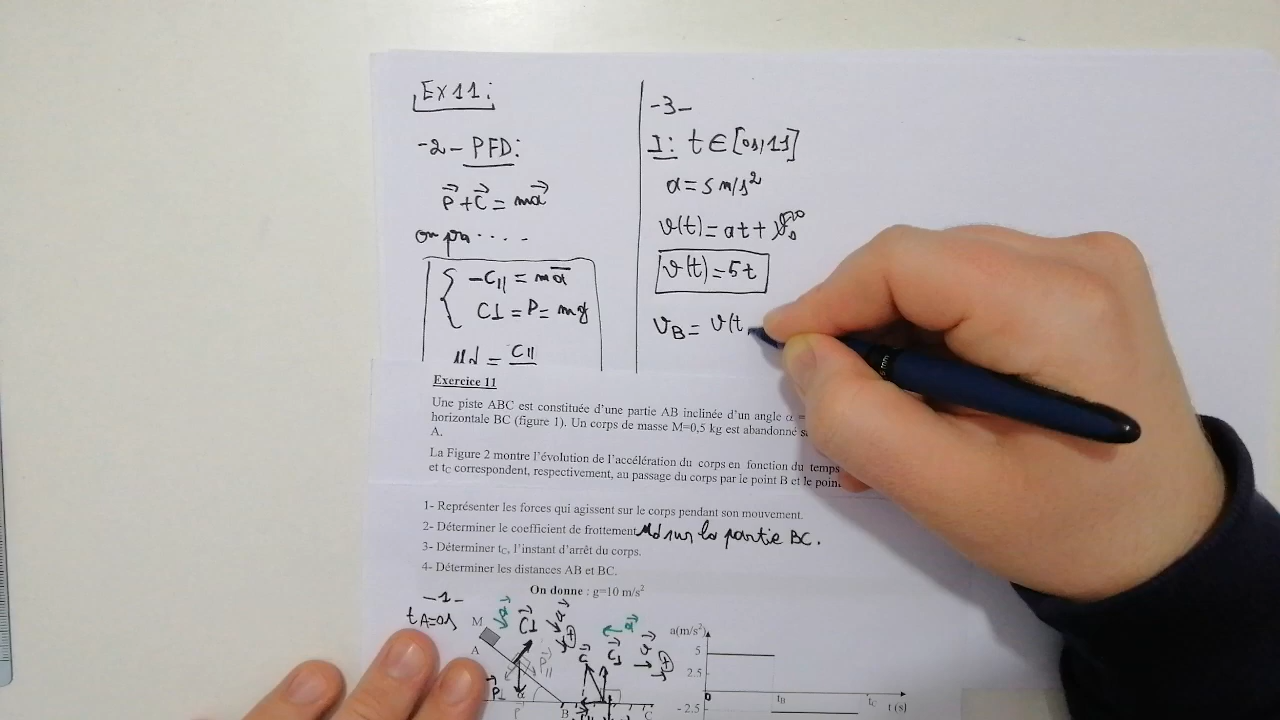 Ex 11:
-2- PFD:
P⃗ + C⃗ = ma⃗
{ -C|| = ma
C⊥ = P = mg
μd = C||
-3-
I: t ∈ [0s, 1s]
a = 5 m/s²
v(t) = at + v₀
v(t) = 5t
v_B = v(t
Exercice 11
Une piste ABC est constituée d'une partie AB inclinée d'un angle α =
horizontale BC (figure 1). Un corps de masse M=0,5 kg est abandonné
A.
La Figure 2 montre l'évolution de l'accélération du corps en fonction du temps
et tC correspondent, respectivement, au passage du corps par le point B et le
1- Représenter les forces qui agissent sur le corps pendant son mouvement.
2- Déterminer le coefficient de frottement μd sur la partie BC.
3- Déterminer tC, l'instant d'arrêt du corps.
4- Déterminer les distances AB et BC.
On donne : g=10 m/s²
-1-
tA=0s
M
A
C⊥
P||
P⊥
α
P
B
C
a(m/s²)
5
2.5
0
tB
tC
t (s)
- 2.5